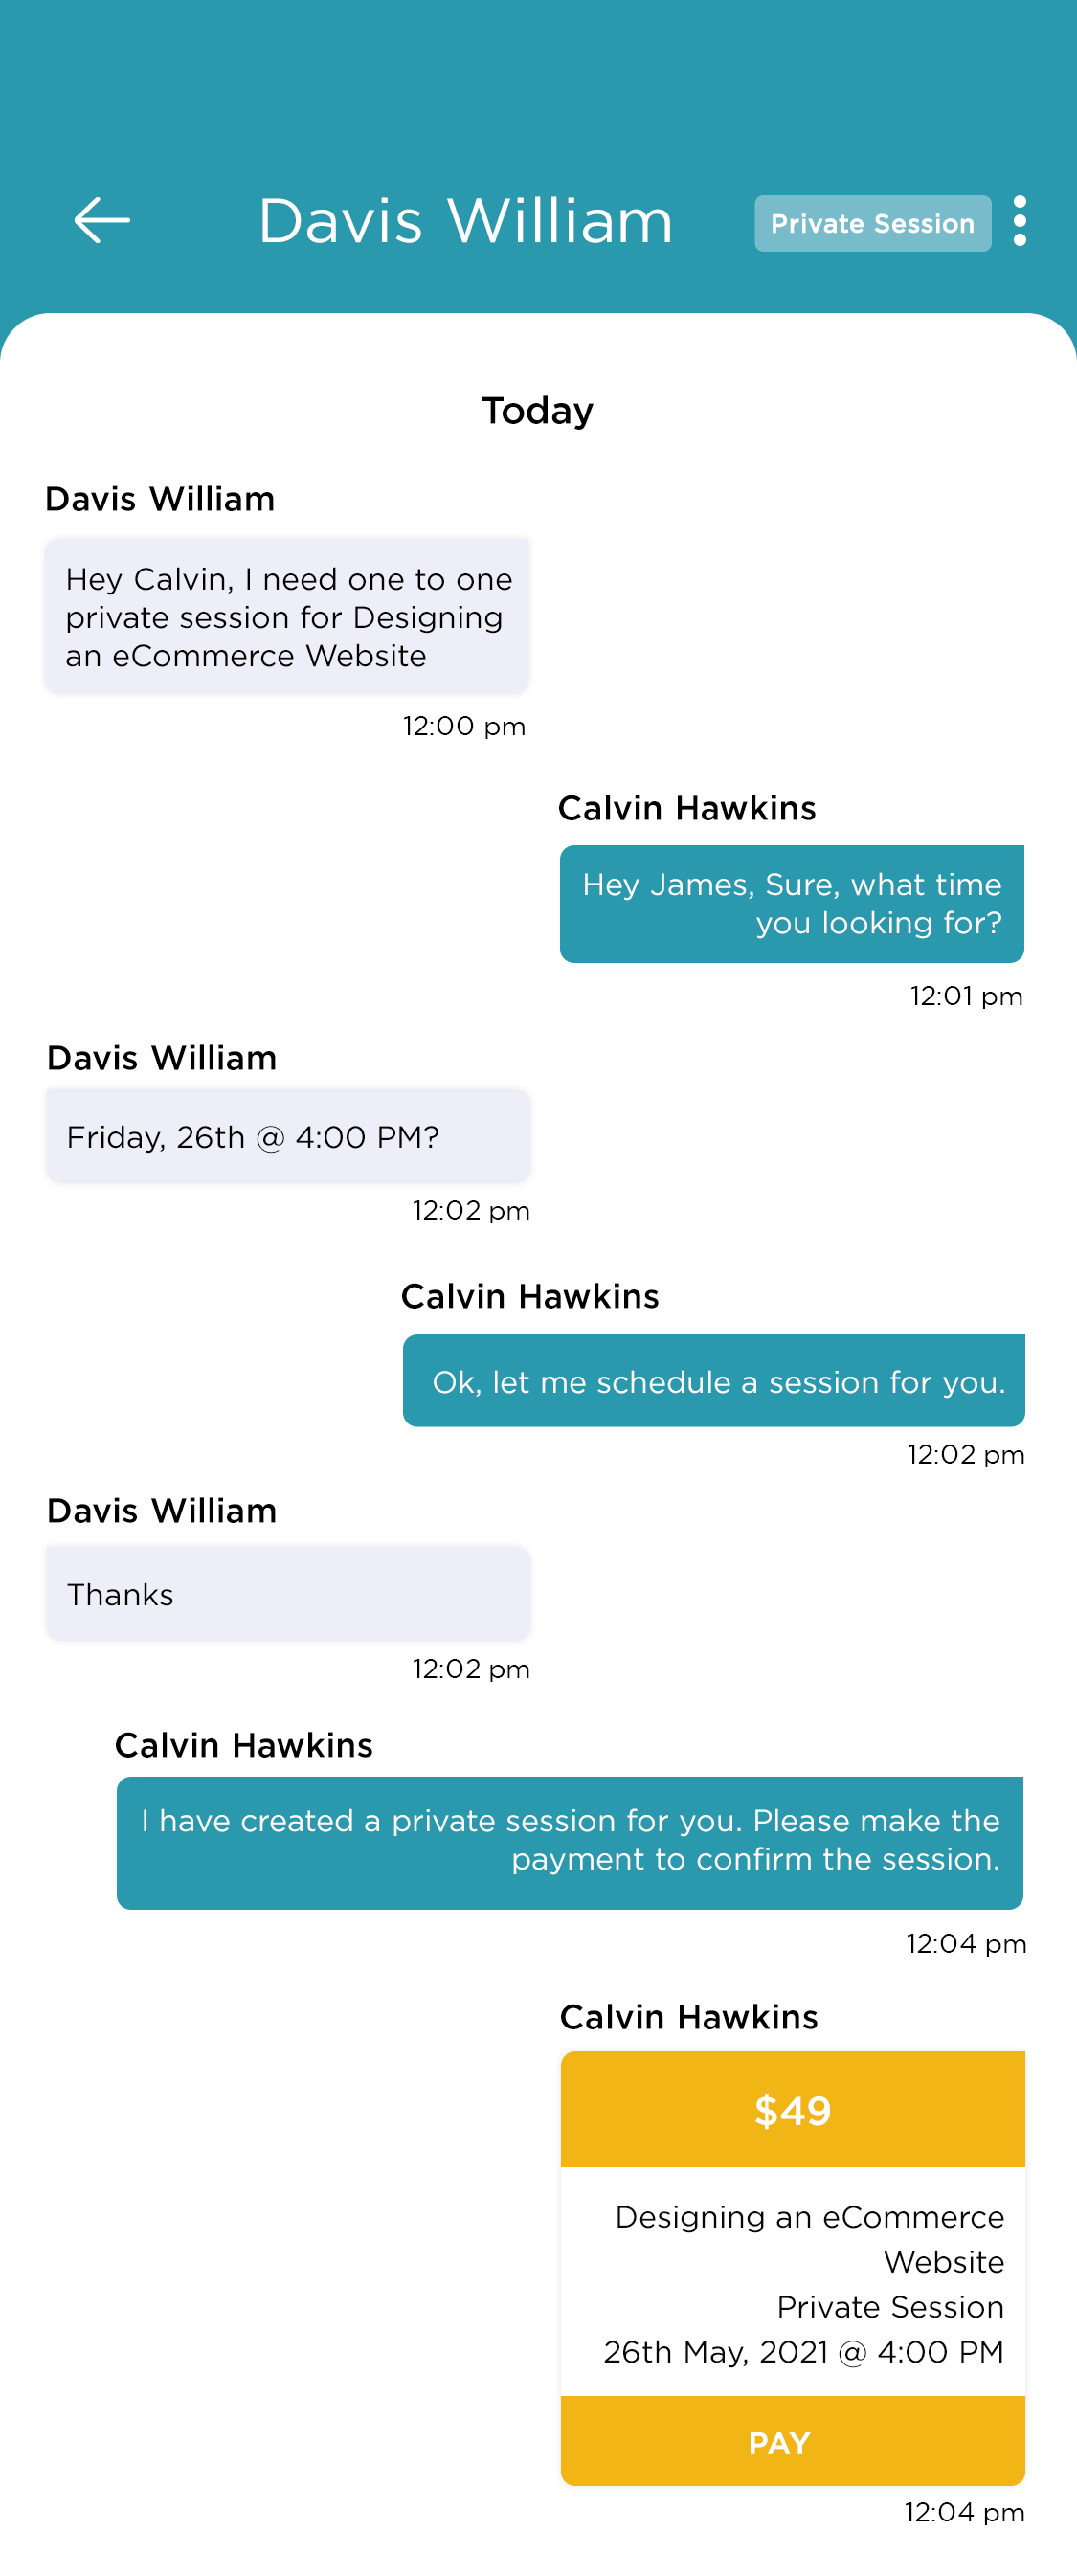 Davis William
Private Session
Today
Davis William
Hey Calvin, I need one to one
private session for Designing
an eCommerce Website
12:00 pm
Calvin Hawkins
Hey James, Sure, what time
you looking for?
12:01 pm
Davis William
Friday, 26th @ 4:00 PM?
12:02 pm
Calvin Hawkins
Ok, let me schedule a session for you.
12:02 pm
Davis William
Thanks
12:02 pm
Calvin Hawkins
I have created a private session for you. Please make the
payment to confirm the session.
12:04 pm
Calvin Hawkins
$49
Designing an eCommerce
Website
Private Session
26th May, 2021 @ 4:00 PM
PAY
12:04 pm